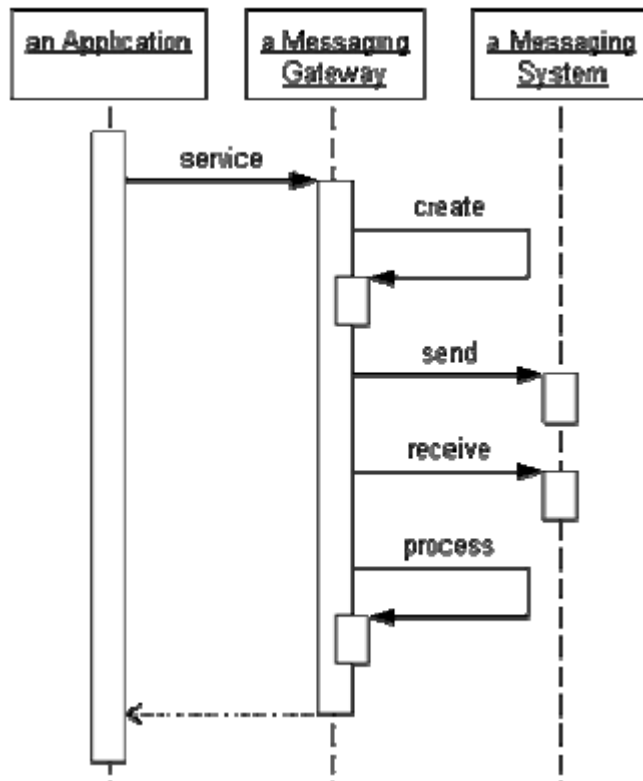 an Application
a Messaging
Gateway
a Messaging
System
service
create
send
receive
process